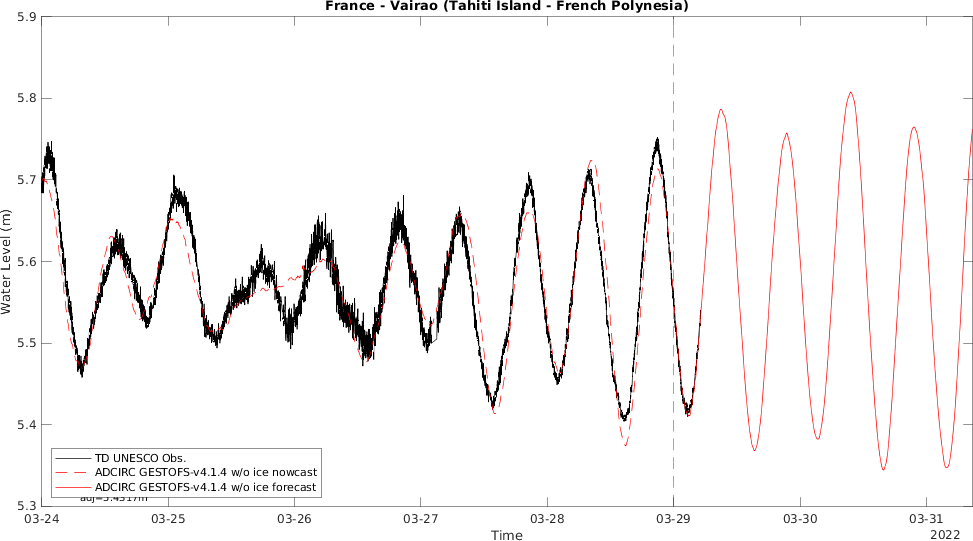 France - Vairao (Tahiti Island - French Polynesia)
5.9
5.8
5.7
5.6
5.5
5.4
5.3
Water Level (m)
TD UNESCO Obs.
ADCIRC GESTOFS-v4.1.4 w/o ice nowcast
ADCIRC GESTOFS-v4.1.4 w/o ice forecast
03-24 03-25 03-26 03-27 03-28 03-29 03-30 03-31
Time
2022